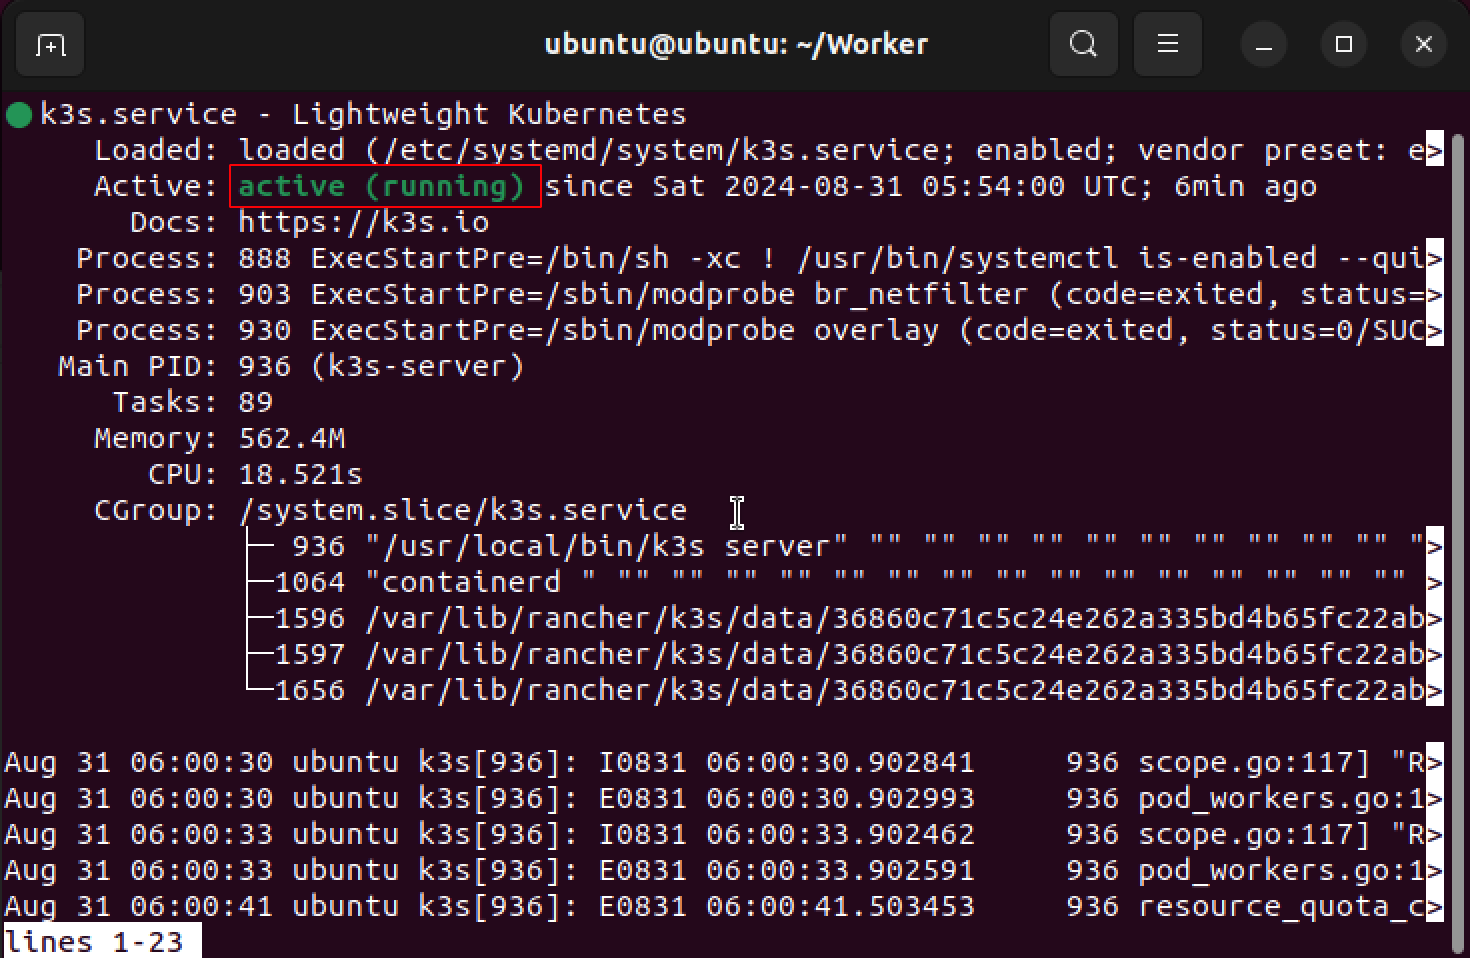 ubuntu@ubuntu: ~/Worker
k3s.service - Lightweight Kubernetes
Loaded: loaded (/etc/systemd/system/k3s.service; enabled; vendor preset: e>
Active: active (running) since Sat 2024-08-31 05:54:00 UTC; 6min ago
Docs: https://k3s.io
Process: 888 ExecStartPre=/bin/sh -xc ! /usr/bin/systemctl is-enabled --qui>
Process: 903 ExecStartPre=/sbin/modprobe br_netfilter (code=exited, status=>
Process: 930 ExecStartPre=/sbin/modprobe overlay (code=exited, status=0/SUC>
Main PID: 936 (k3s-server)
Tasks: 89
Memory: 562.4M
CPU: 18.521s
CGroup: /system.slice/k3s.service
├─ 936 "/usr/local/bin/k3s server" "" "" "" "" "" "" "" "" "" "" ">
├─1064 "containerd " "" "" "" "" "" "" "" "" "" "" "" "" "" "" "" >
├─1596 /var/lib/rancher/k3s/data/36860c71c5c24e262a335bd4b65fc22ab>
├─1597 /var/lib/rancher/k3s/data/36860c71c5c24e262a335bd4b65fc22ab>
└─1656 /var/lib/rancher/k3s/data/36860c71c5c24e262a335bd4b65fc22ab>
Aug 31 06:00:30 ubuntu k3s[936]: I0831 06:00:30.902841 936 scope.go:117] "R>
Aug 31 06:00:30 ubuntu k3s[936]: E0831 06:00:30.902993 936 pod_workers.go:1>
Aug 31 06:00:33 ubuntu k3s[936]: I0831 06:00:33.902462 936 scope.go:117] "R>
Aug 31 06:00:33 ubuntu k3s[936]: E0831 06:00:33.902591 936 pod_workers.go:1>
Aug 31 06:00:41 ubuntu k3s[936]: E0831 06:00:41.503453 936 resource_quota_c>
lines 1-23